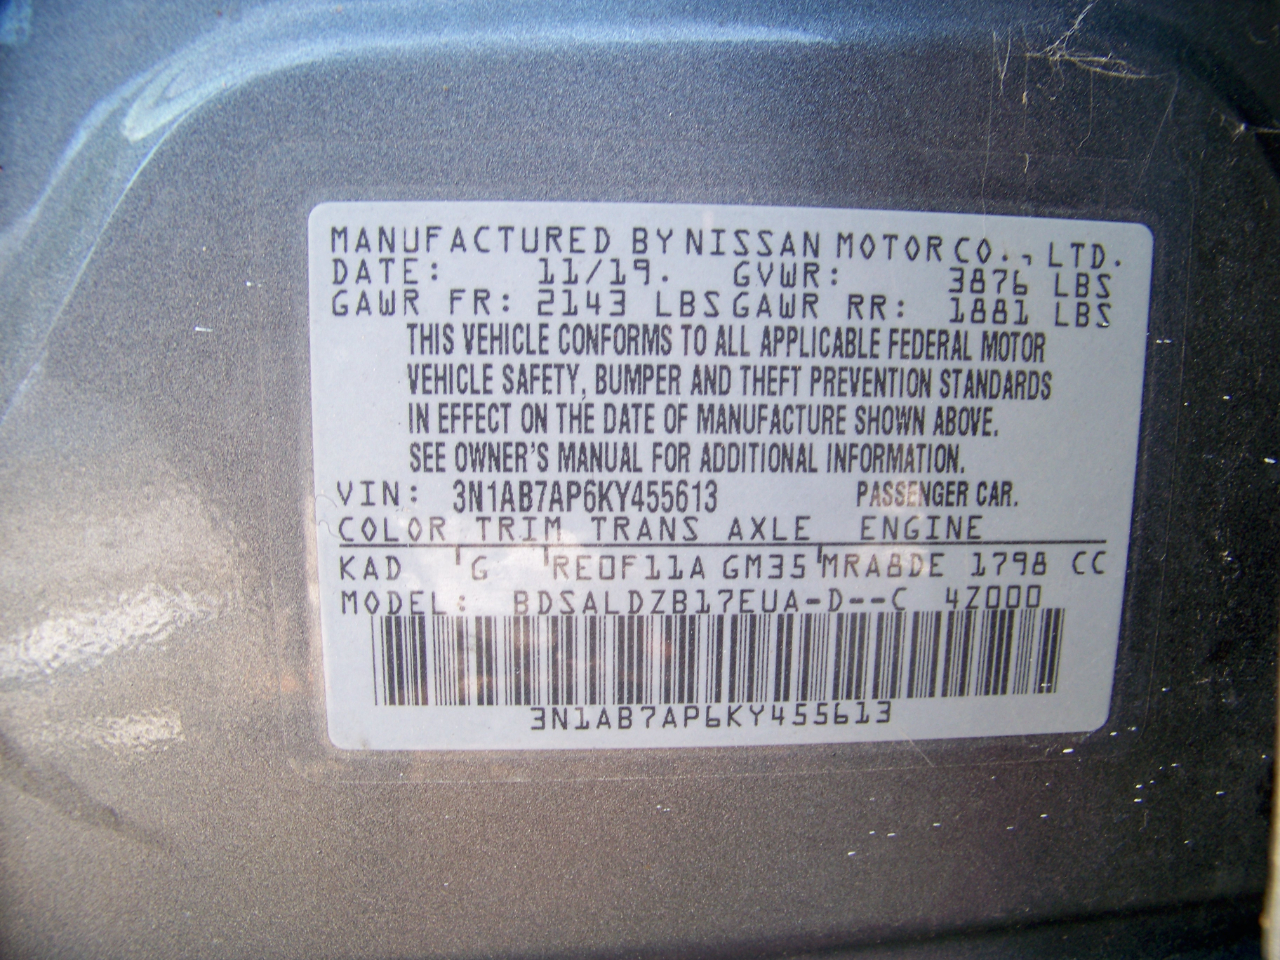 MANUFACTURED BY NISSAN MOTOR CO., LTD.
DATE: 11/19. GVWR: 3876 LBS
GAWR FR: 2143 LBS GAWR RR: 1881 LBS
THIS VEHICLE CONFORMS TO ALL APPLICABLE FEDERAL MOTOR
VEHICLE SAFETY, BUMPER AND THEFT PREVENTION STANDARDS
IN EFFECT ON THE DATE OF MANUFACTURE SHOWN ABOVE.
SEE OWNER'S MANUAL FOR ADDITIONAL INFORMATION.
VIN: 3N1AB7AP6KY455613 PASSENGER CAR.
COLOR TRIM TRANS AXLE ENGINE
KAD G RE0F11A GM35 MRA8DE 1798 CC
MODEL: BDSALDZB17EUA-D--C 4Z000
3N1AB7AP6KY455613